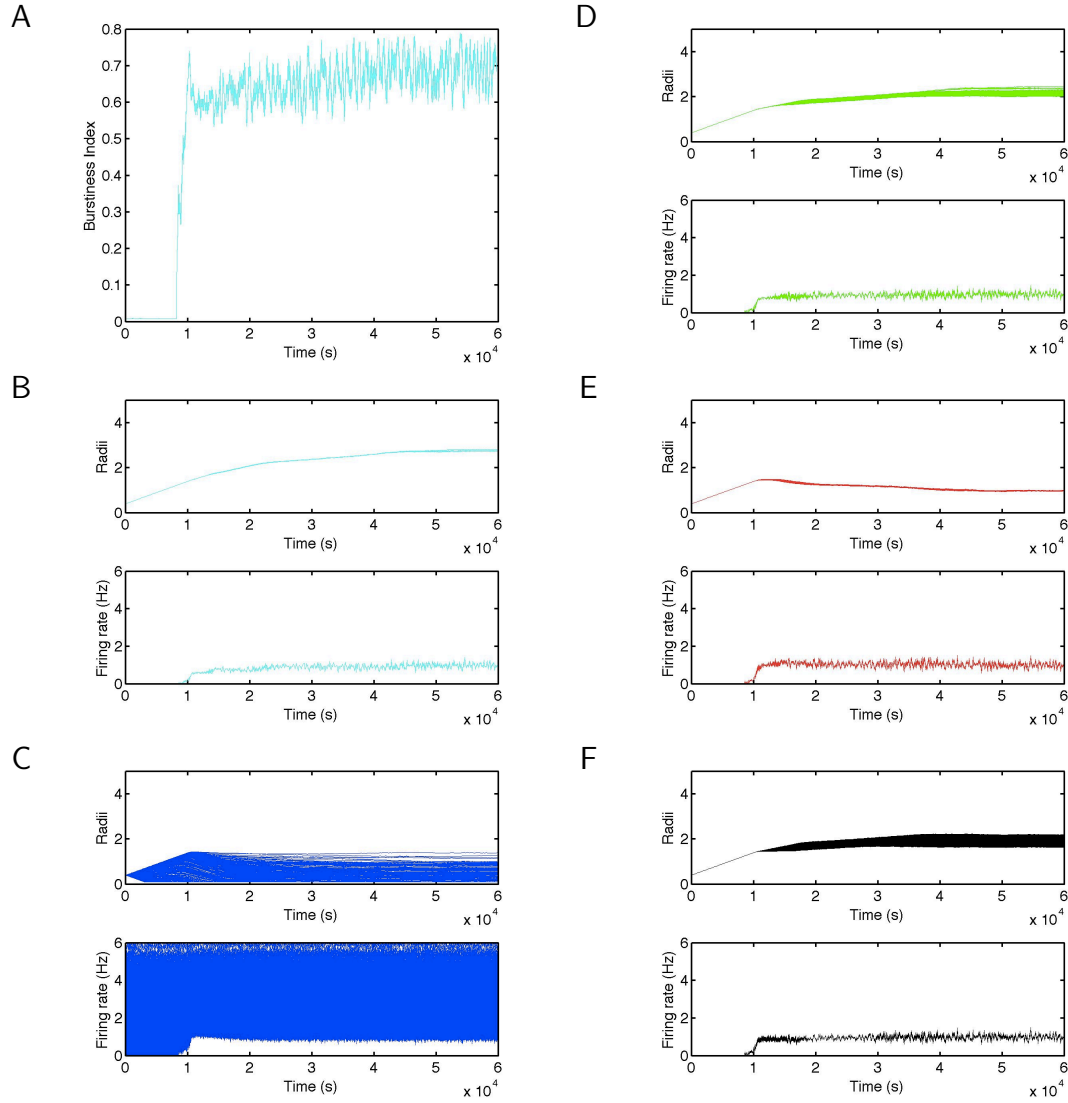 A
0.8
0.7
0.6
0.5
0.4
0.3
0.2
0.1
0
Burstiness Index
0 1 2 3 4 5 6
Time (s)
x 10^4
B
4
2
0
Radii
0 1 2 3 4 5 6
Time (s)
x 10^4
6
4
2
0
Firing rate (Hz)
0 1 2 3 4 5 6
Time (s)
x 10^4
C
4
2
0
Radii
0 1 2 3 4 5 6
Time (s)
x 10^4
6
4
2
0
Firing rate (Hz)
0 1 2 3 4 5 6
Time (s)
x 10^4
D
4
2
0
Radii
0 1 2 3 4 5 6
Time (s)
x 10^4
6
4
2
0
Firing rate (Hz)
0 1 2 3 4 5 6
Time (s)
x 10^4
E
4
2
0
Radii
0 1 2 3 4 5 6
Time (s)
x 10^4
6
4
2
0
Firing rate (Hz)
0 1 2 3 4 5 6
Time (s)
x 10^4
F
4
2
0
Radii
0 1 2 3 4 5 6
Time (s)
x 10^4
6
4
2
0
Firing rate (Hz)
0 1 2 3 4 5 6
Time (s)
x 10^4